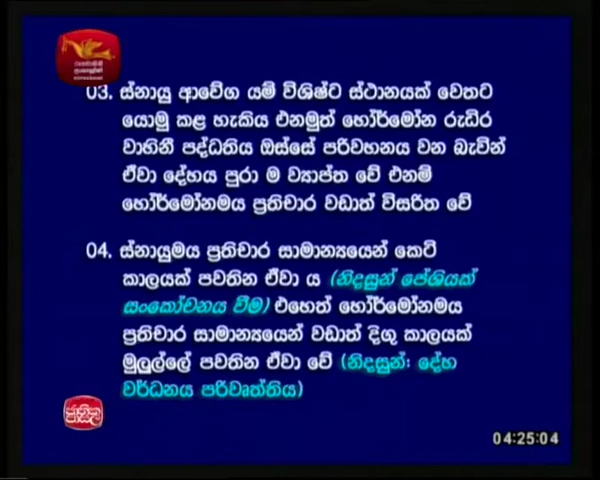 03. ස්නායු ආවේග යම් විශිෂ්ට ස්ථානයක් වෙතට
යොමු කළ හැකිය එනමුත් හෝර්මෝන රුධිර
වාහිනී පද්ධතිය ඔස්සේ පරිවහනය වන බැවින්
ඒවා දේහය පුරා ම ව්‍යාප්ත වේ එනම්
හෝර්මෝනමය ප්‍රතිචාර වඩාත් විසරිත වේ
04. ස්නායුමය ප්‍රතිචාර සාමාන්‍යයෙන් කෙටි
කාලයක් පවතින ඒවා ය (නිදසුන් පේශියක්
සංකෝචනය වීම) එහෙත් හෝර්මෝනමය
ප්‍රතිචාර සාමාන්‍යයෙන් වඩාත් දිගු කාලයක්
මුලුල්ලේ පවතින ඒවා වේ (නිදසුන්: දේහ
වර්ධනය පරිවෘත්තිය)
ජාතික
පාසල
04:25:04